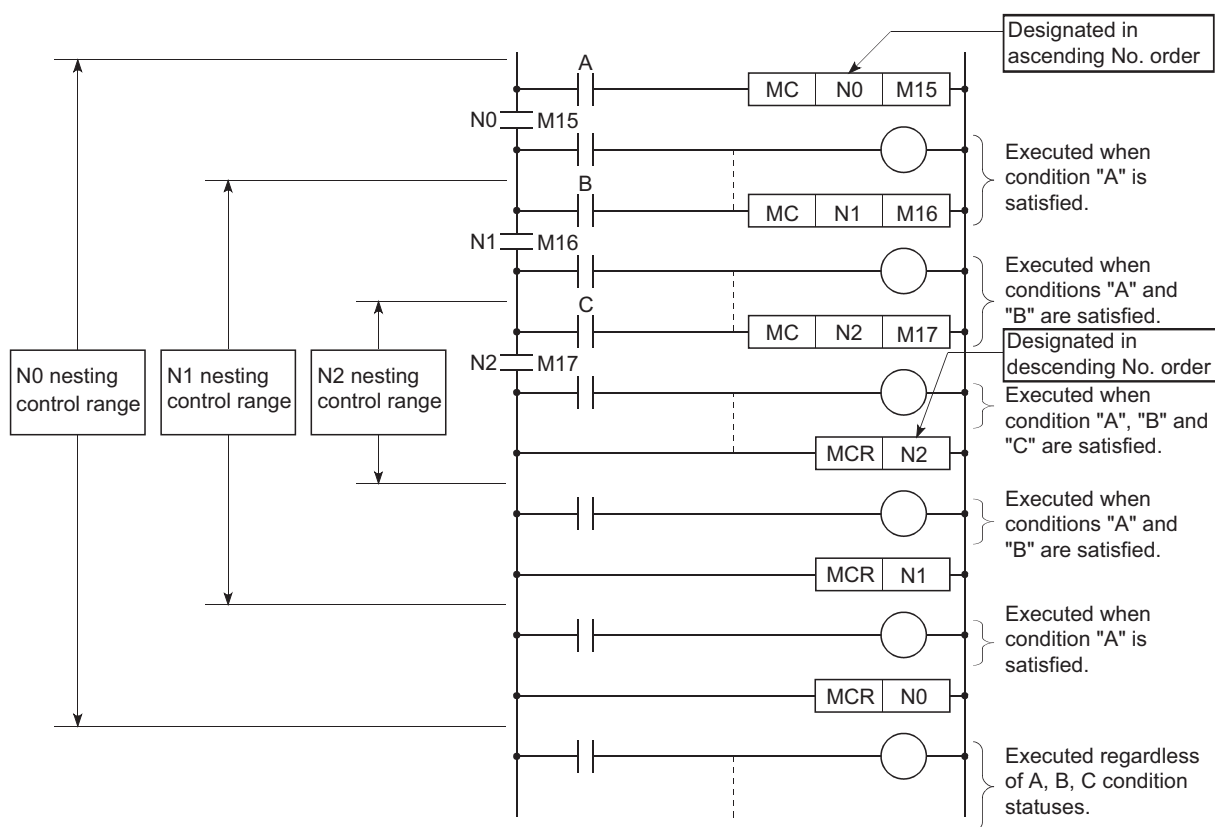 Designated in
ascending No. order
A
MC N0 M15
N0 M15
Executed when
condition "A" is
satisfied.
B
MC N1 M16
N1 M16
Executed when
conditions "A" and
"B" are satisfied.
C
MC N2 M17
N2 M17
Designated in
descending No. order
N0 nesting
control range
N1 nesting
control range
N2 nesting
control range
Executed when
condition "A", "B" and
"C" are satisfied.
MCR N2
Executed when
conditions "A" and
"B" are satisfied.
MCR N1
Executed when
condition "A" is
satisfied.
MCR N0
Executed regardless
of A, B, C condition
statuses.